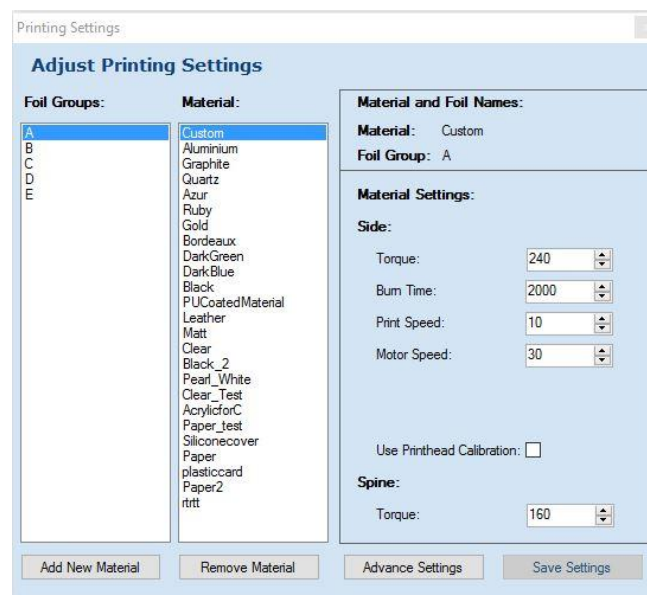 Printing Settings
Adjust Printing Settings
Foil Groups:
A
B
C
D
E
Material:
Custom
Aluminium
Graphite
Quartz
Azur
Ruby
Gold
Bordeaux
DarkGreen
DarkBlue
Black
PUCoatedMaterial
Leather
Matt
Clear
Black_2
Pearl_White
Clear_Test
AcrylicforC
Paper_test
Siliconecover
Paper
plasticcard
Paper2
rtrtt
Material and Foil Names:
Material: Custom
Foil Group: A
Material Settings:
Side:
Torque: 240
Burn Time: 2000
Print Speed: 10
Motor Speed: 30
Use Printhead Calibration:
Spine:
Torque: 160
Add New Material
Remove Material
Advance Settings
Save Settings